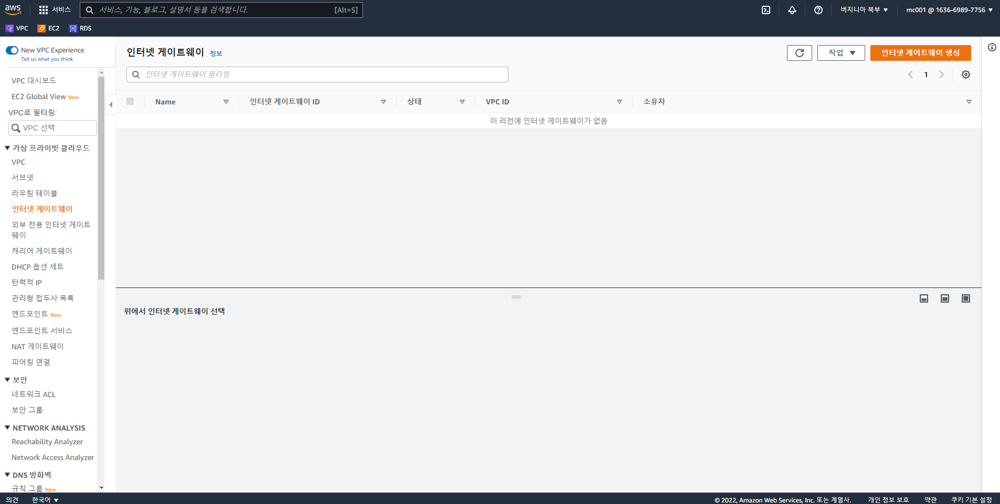 aws
서비스
서비스, 기능, 블로그, 설명서 등을 검색합니다.
[Alt+S]
버지니아 북부
mc001 @ 1636-6989-7756
VPC
EC2
RDS
New VPC Experience
Tell us what you think
VPC 대시보드
EC2 Global View New
VPC로 필터링:
VPC 선택
가상 프라이빗 클라우드
VPC
서브넷
라우팅 테이블
인터넷 게이트웨이
외부 전용 인터넷 게이트
웨이
캐리어 게이트웨이
DHCP 옵션 세트
탄력적 IP
관리형 접두사 목록
엔드포인트 New
엔드포인트 서비스
NAT 게이트웨이
피어링 연결
보안
네트워크 ACL
보안 그룹
NETWORK ANALYSIS
Reachability Analyzer
Network Access Analyzer
DNS 방화벽
규칙 그룹 New
인터넷 게이트웨이 정보
작업
인터넷 게이트웨이 생성
인터넷 게이트웨이 필터링
1
Name
인터넷 게이트웨이 ID
상태
VPC ID
소유자
이 리전에 인터넷 게이트웨이가 없음
위에서 인터넷 게이트웨이 선택
의견
한국어
© 2022, Amazon Web Services, Inc. 또는 계열사.
개인 정보 보호
약관
쿠키 기본 설정